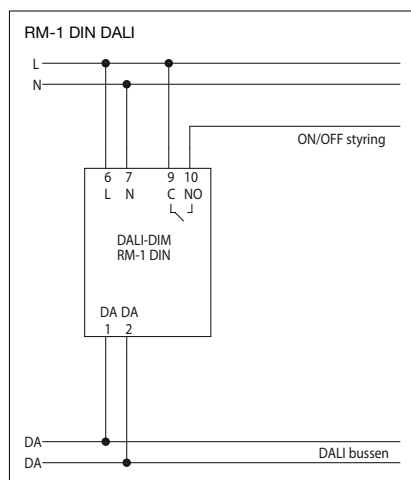 RM-1 DIN DALI
L
N
ON/OFF styring
6 7 9 10
L N C NO
DALI-DIM
RM-1 DIN
DA DA
1 2
DA
DALI bussen
DA